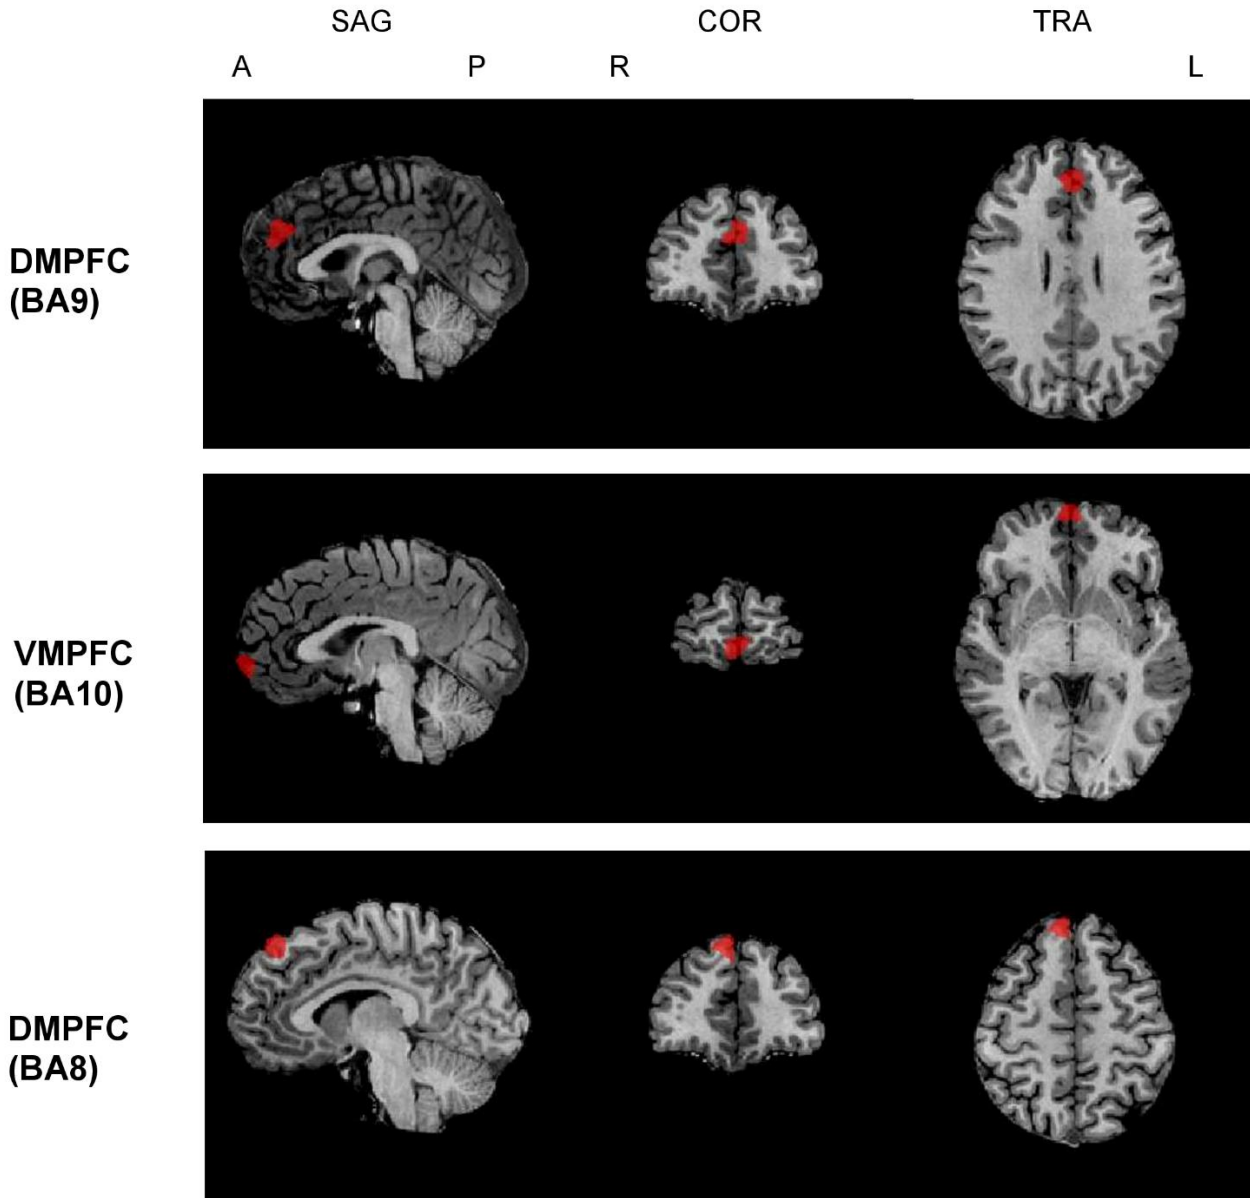 SAG COR TRA
A P R L
DMPFC
(BA9)
VMPFC
(BA10)
DMPFC
(BA8)